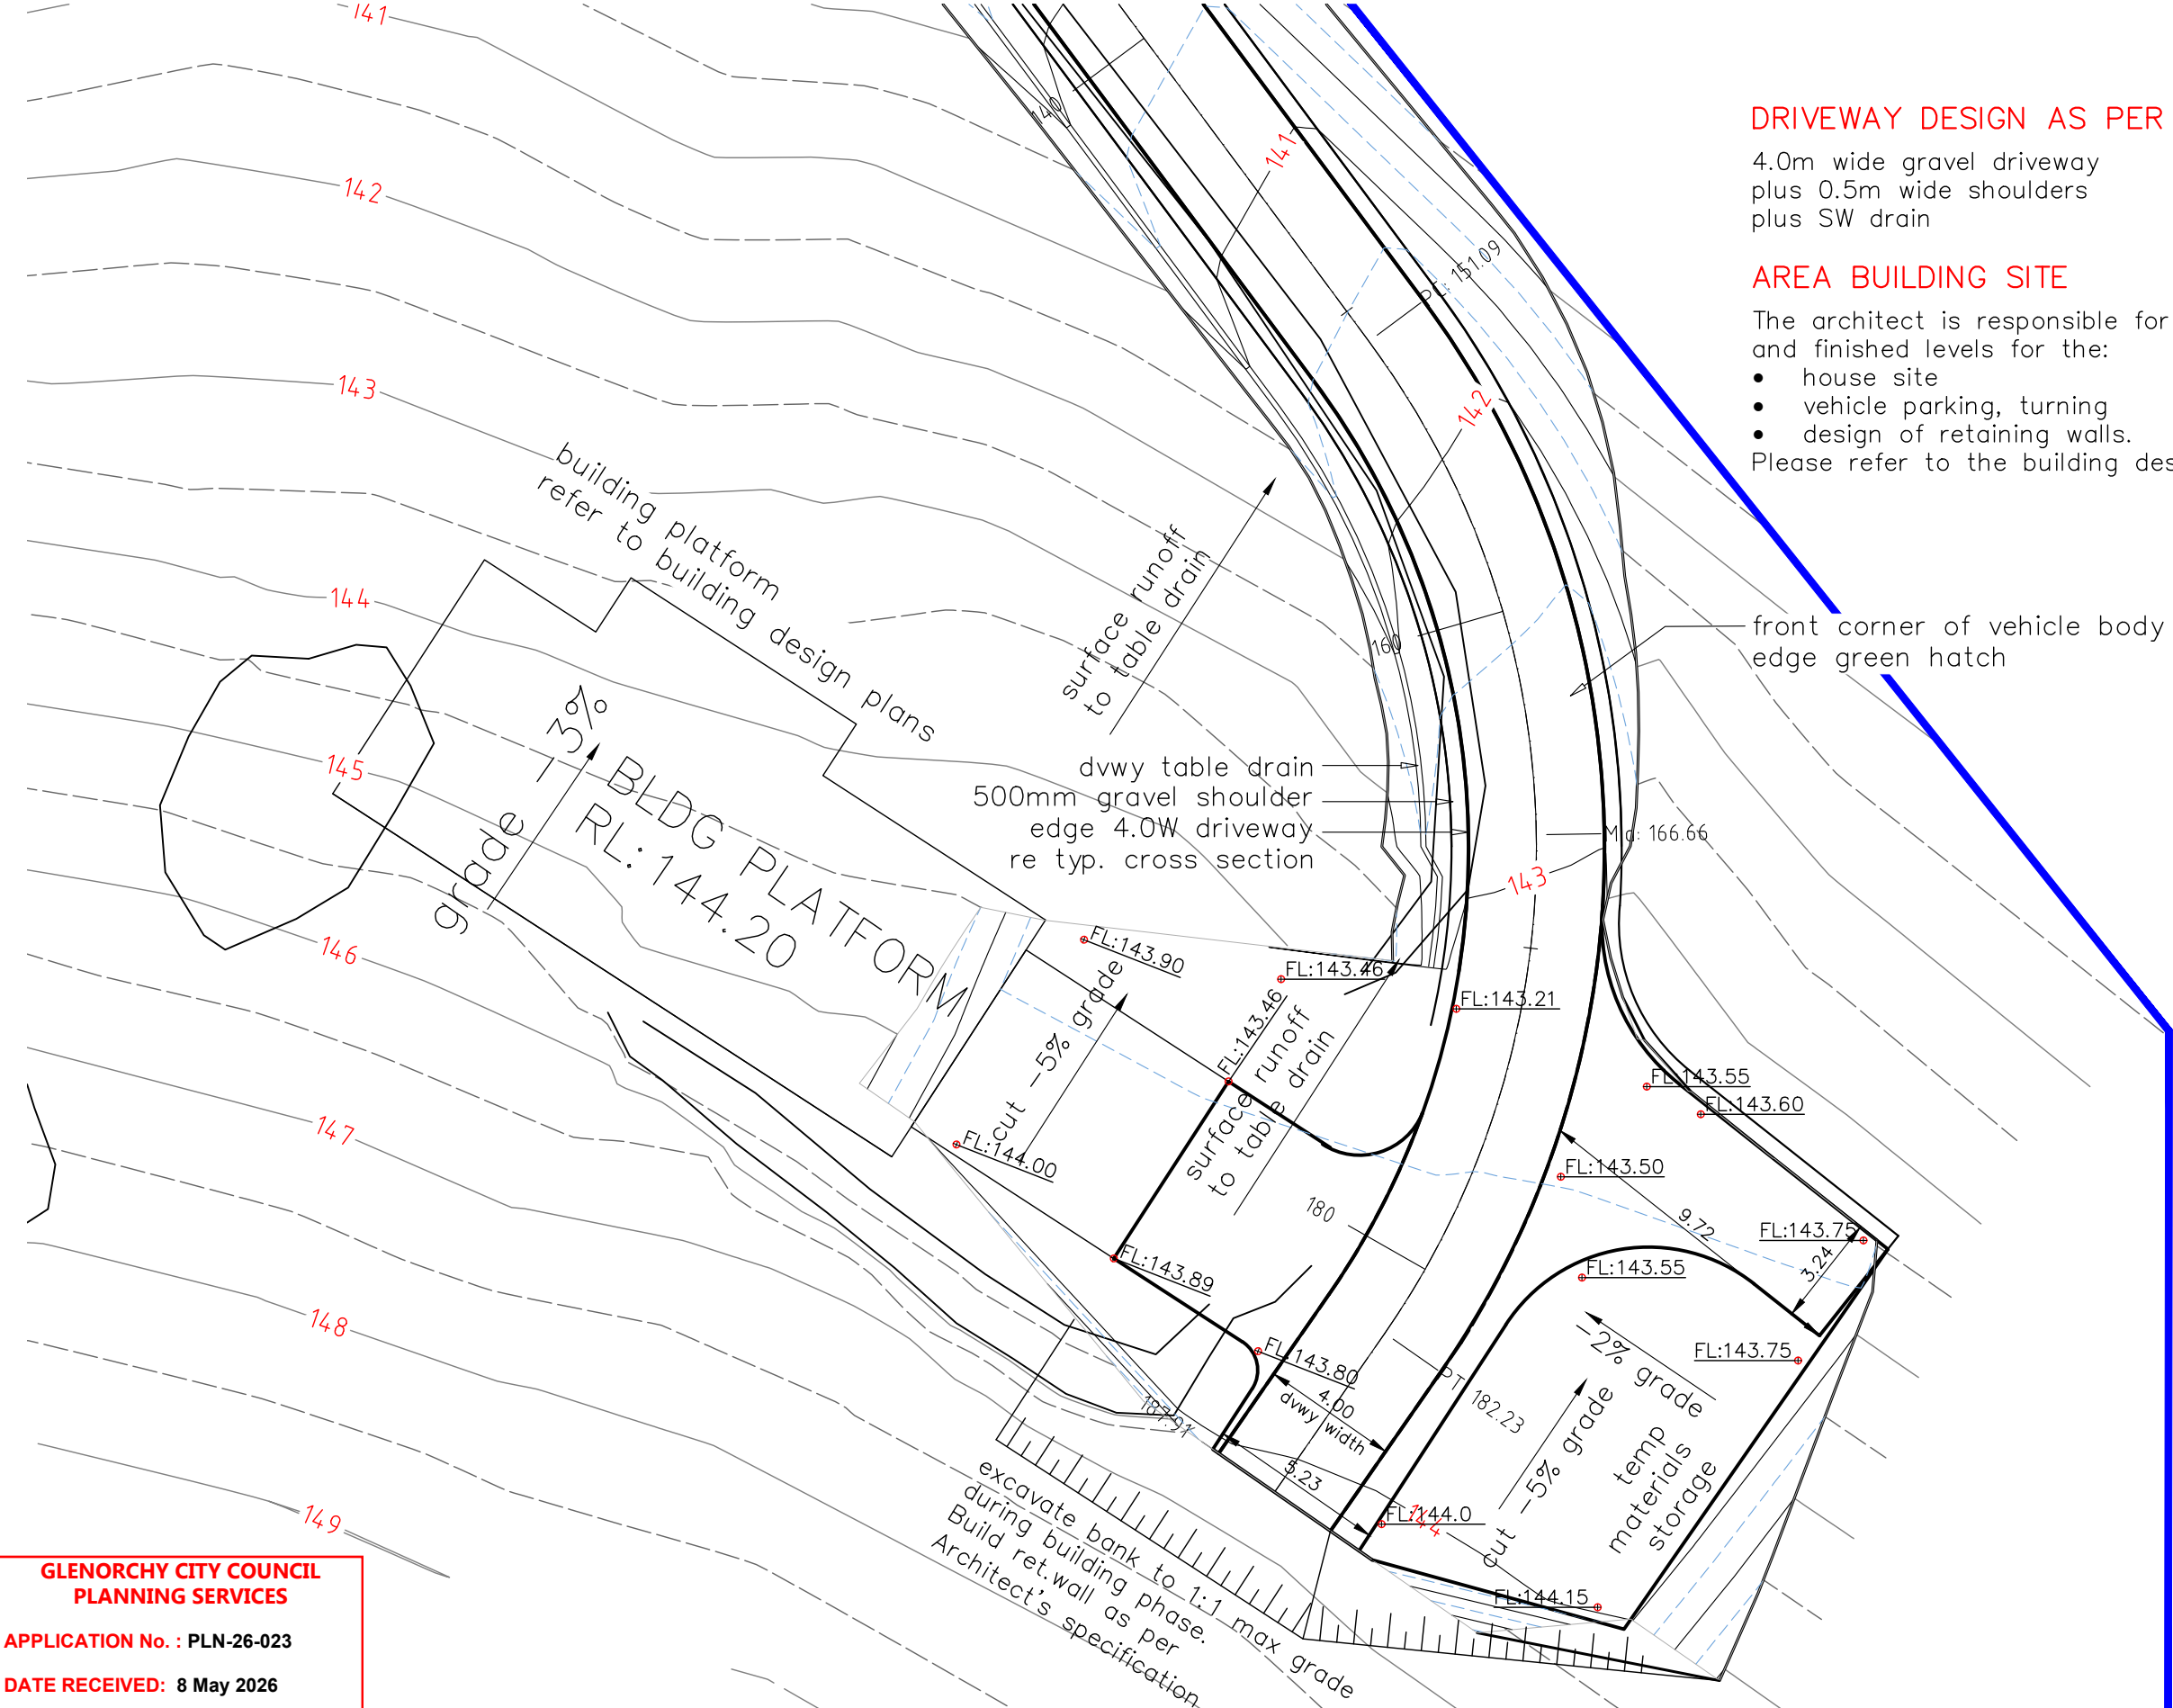 DRIVEWAY DESIGN AS PER
4.0m wide gravel driveway
plus 0.5m wide shoulders
plus SW drain
AREA BUILDING SITE
The architect is responsible for
and finished levels for the:
• house site
• vehicle parking, turning
• design of retaining walls.
Please refer to the building des
front corner of vehicle body
edge green hatch
141
142
143
144
145
146
147
148
149
140
141
142
143
144
151.09
160
Mid: 166.66
180
PT 182.23
187.91
building platform
refer to building design plans
surface runoff
to table drain
dvwy table drain
500mm gravel shoulder
edge 4.0W driveway
re typ. cross section
grade -3%
BLDG PLATFORM
RL: 144.20
FL:143.90
FL:143.46
FL:143.46
FL:143.21
cut -5% grade
surface runoff
to table drain
FL:144.00
FL:143.89
FL:143.80
FL:143.55
FL:143.60
FL:143.50
9.72
FL:143.75
3.24
FL:143.55
-2% grade
FL:143.75
4.00
dvwy width
5.23
FL:144.0
cut -5% grade
temp
materials
storage
FL:144.15
excavate bank to 1:1 max grade
during building phase.
Build ret.wall as per
Architect's specification
GLENORCHY CITY COUNCIL
PLANNING SERVICES
APPLICATION No. : PLN-26-023
DATE RECEIVED: 8 May 2026